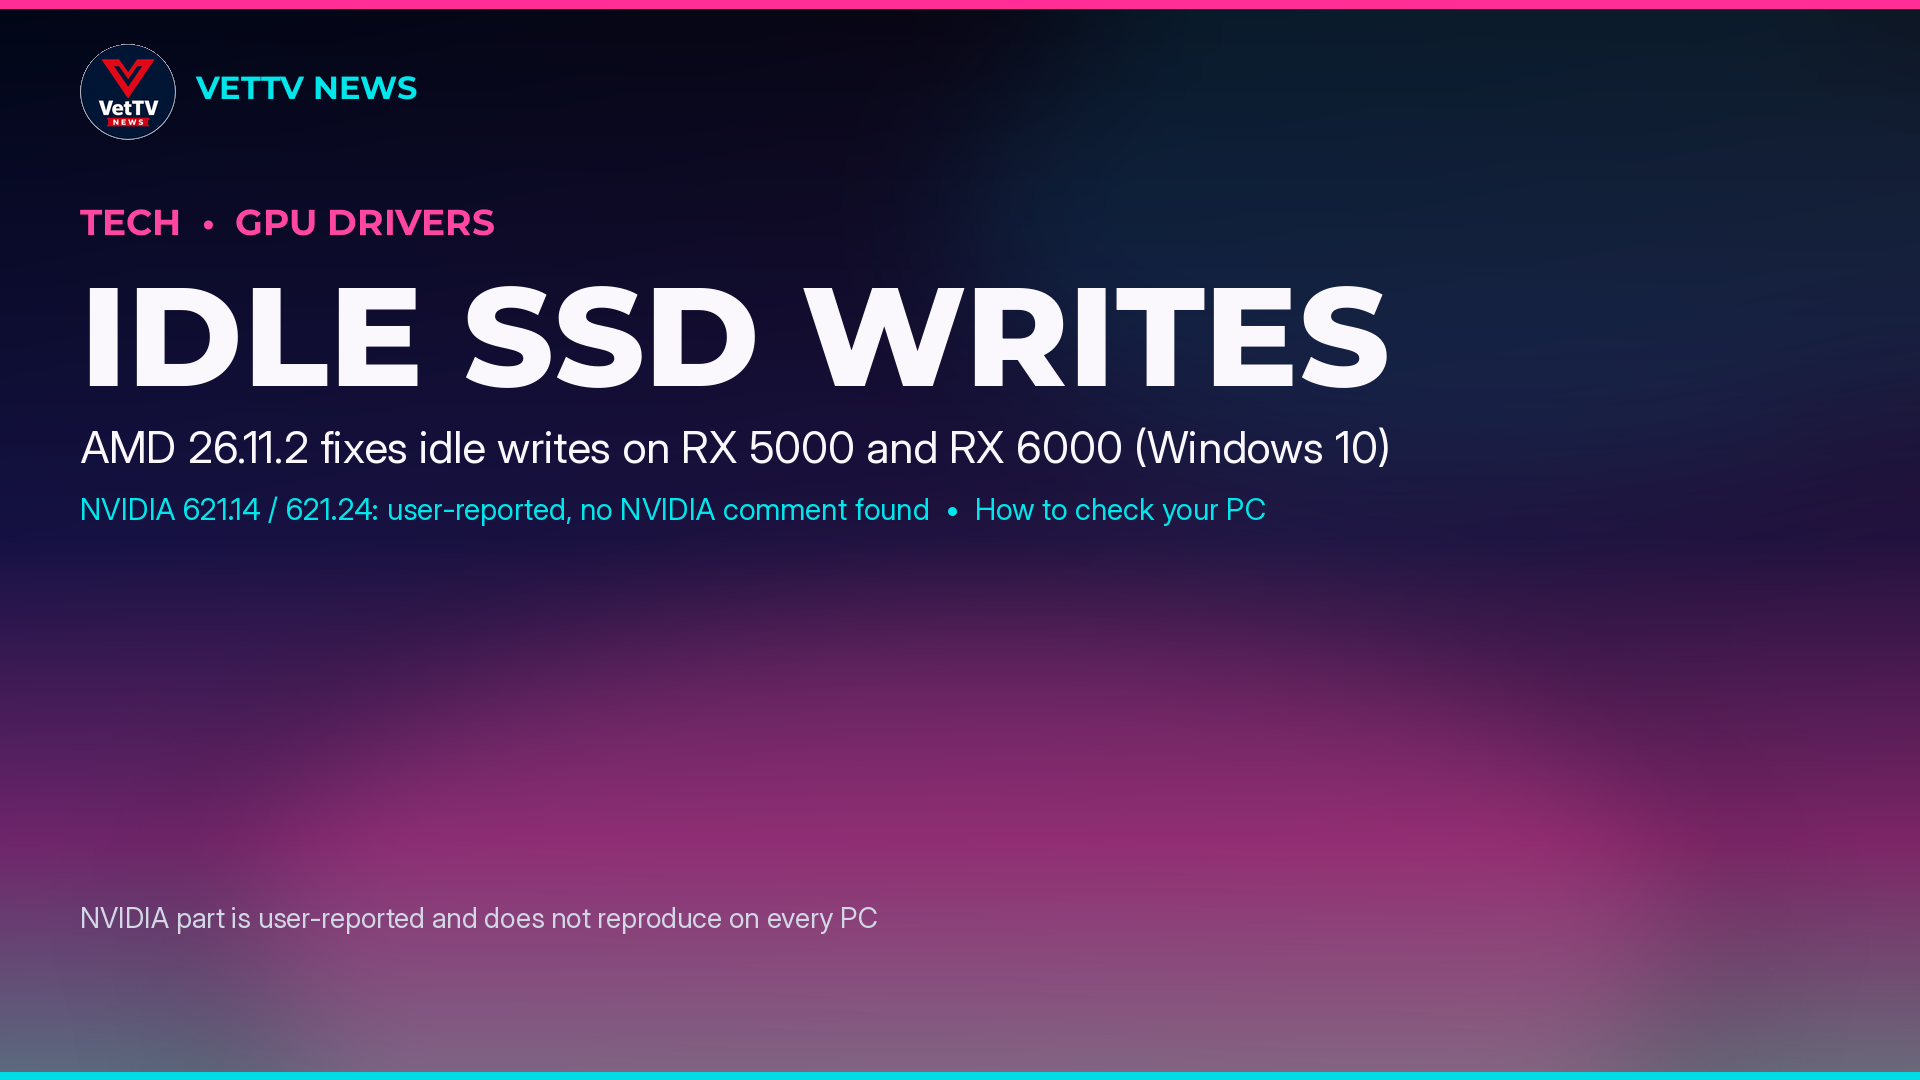 VetTV
NEWS
VETTV NEWS
TECH • GPU DRIVERS
IDLE SSD WRITES
AMD 26.11.2 fixes idle writes on RX 5000 and RX 6000 (Windows 10)
NVIDIA 621.14 / 621.24: user-reported, no NVIDIA comment found • How to check your PC
NVIDIA part is user-reported and does not reproduce on every PC